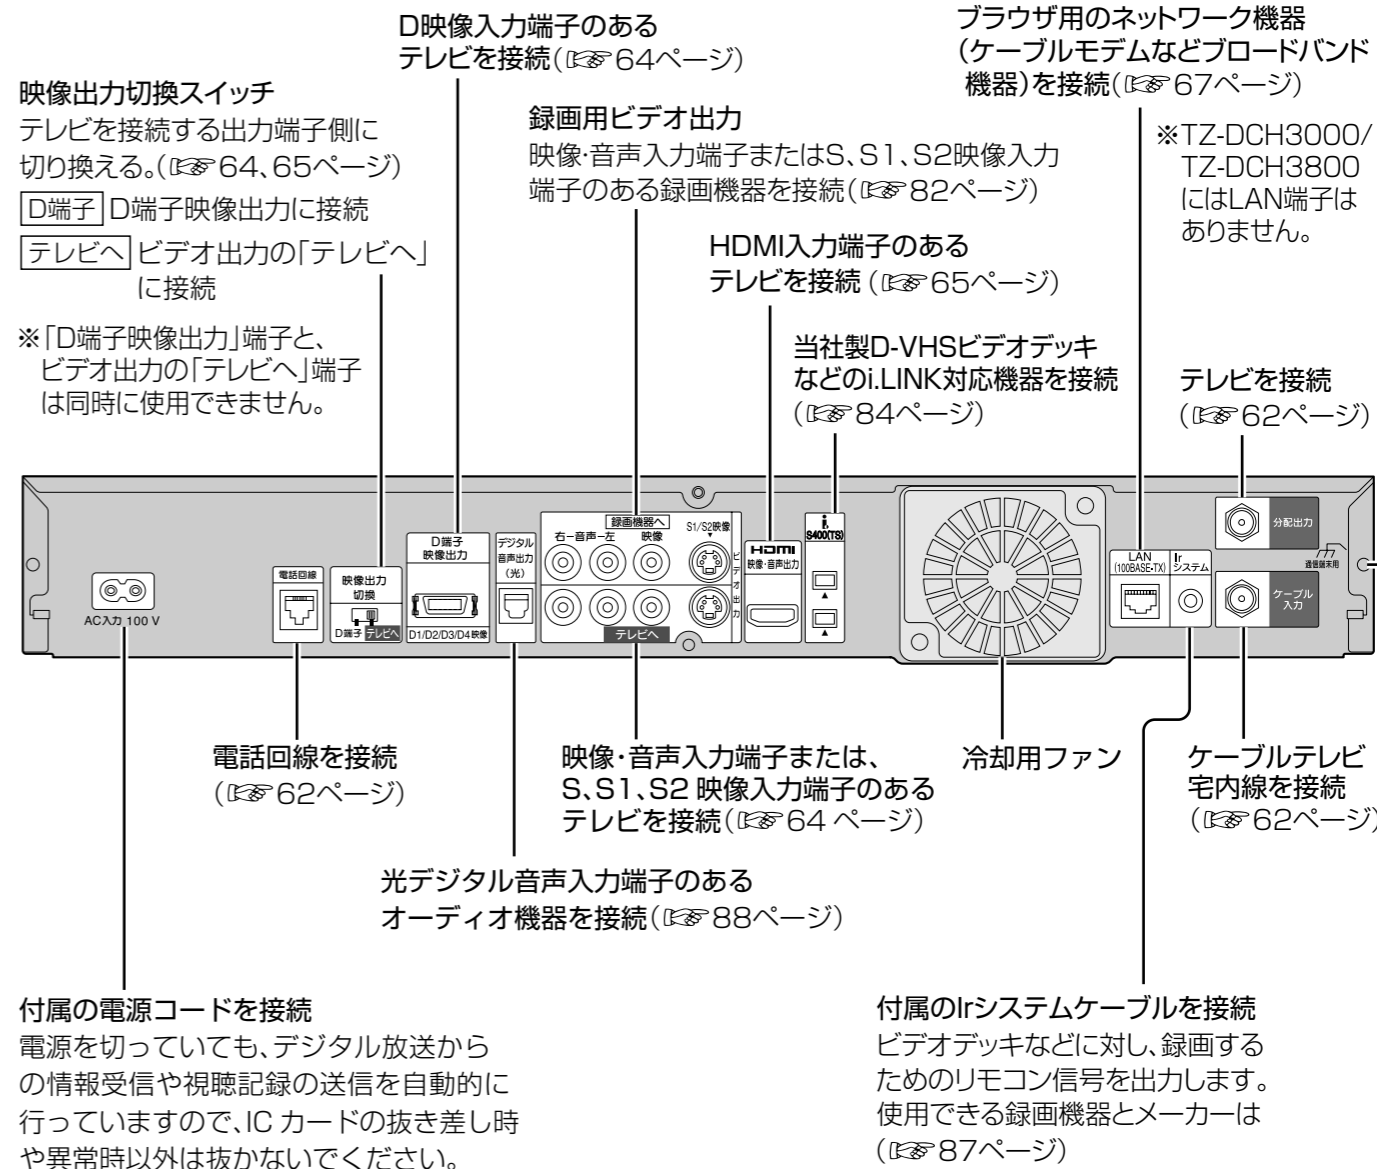 D映像入力端子のある
テレビを接続(☞64ページ)
ブラウザ用のネットワーク機器
(ケーブルモデムなどブロードバンド
機器)を接続(☞67ページ)
※TZ-DCH3000/
TZ-DCH3800
にはLAN端子は
ありません。
映像出力切換スイッチ
テレビを接続する出力端子側に
切り換える。(☞64、65ページ)
D端子 D端子映像出力に接続
テレビへ ビデオ出力の「テレビへ」
に接続
※「D端子映像出力」端子と、
ビデオ出力の「テレビへ」端子
は同時に使用できません。
録画用ビデオ出力
映像・音声入力端子またはS、S1、S2映像入力
端子のある録画機器を接続(☞82ページ)
HDMI入力端子のある
テレビを接続(☞65ページ)
当社製D-VHSビデオデッキ
などのi.LINK対応機器を接続
(☞84ページ)
テレビを接続
(☞62ページ)
AC入力 100 V
電話回線
映像出力
切換
D端子 テレビへ
D端子
映像出力
D1/D2/D3/D4映像
デジタル
音声出力
(光)
録画機器へ
右-音声-左 映像
S1/S2映像
ビデオ出力
テレビへ
HDMI
映像・音声出力
i
S400(TS)
LAN
(100BASE-TX)
Ir
システム
分配出力
通信端末用
ケーブル
入力
電話回線を接続
(☞62ページ)
映像・音声入力端子または、
S、S1、S2 映像入力端子のある
テレビを接続(☞64 ページ)
冷却用ファン
ケーブルテレビ
宅内線を接続
(☞62ページ)
光デジタル音声入力端子のある
オーディオ機器を接続(☞88ページ)
付属の電源コードを接続
電源を切っていても、デジタル放送から
の情報受信や視聴記録の送信を自動的に
行っていますので、IC カードの抜き差し時
や異常時以外は抜かないでください。
付属のIrシステムケーブルを接続
ビデオデッキなどに対し、録画する
ためのリモコン信号を出力します。
使用できる録画機器とメーカーは
(☞87ページ)